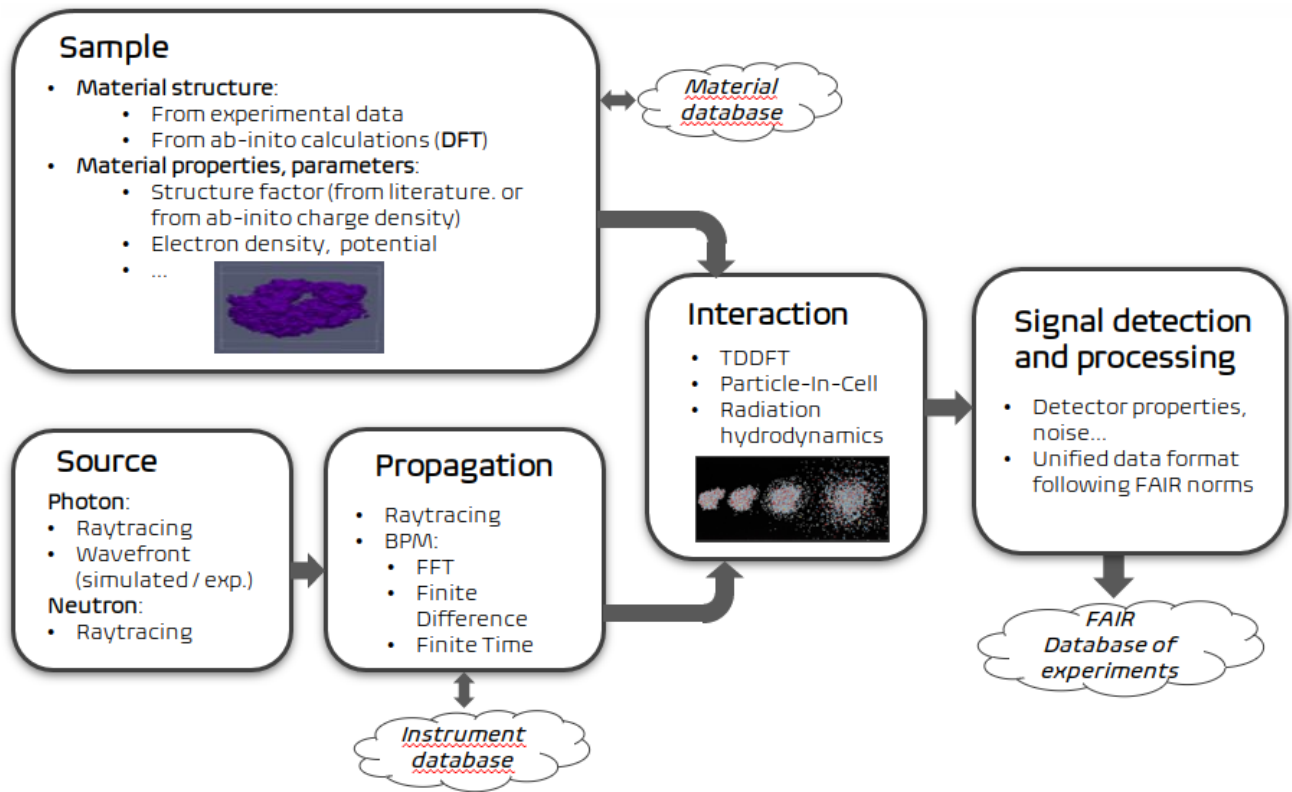 Sample
• Material structure:
• From experimental data
• From ab-inito calculations (DFT)
• Material properties, parameters:
• Structure factor (from literature. or
from ab-inito charge density)
• Electron density, potential
• ...
Material
database
Source
Photon:
• Raytracing
• Wavefront
(simulated / exp.)
Neutron:
• Raytracing
Propagation
• Raytracing
• BPM:
• FFT
• Finite
Difference
• Finite Time
Instrument
database
Interaction
• TDDFT
• Particle-In-Cell
• Radiation
hydrodynamics
Signal detection
and processing
• Detector properties,
noise...
• Unified data format
following FAIR norms
FAIR
Database of
experiments